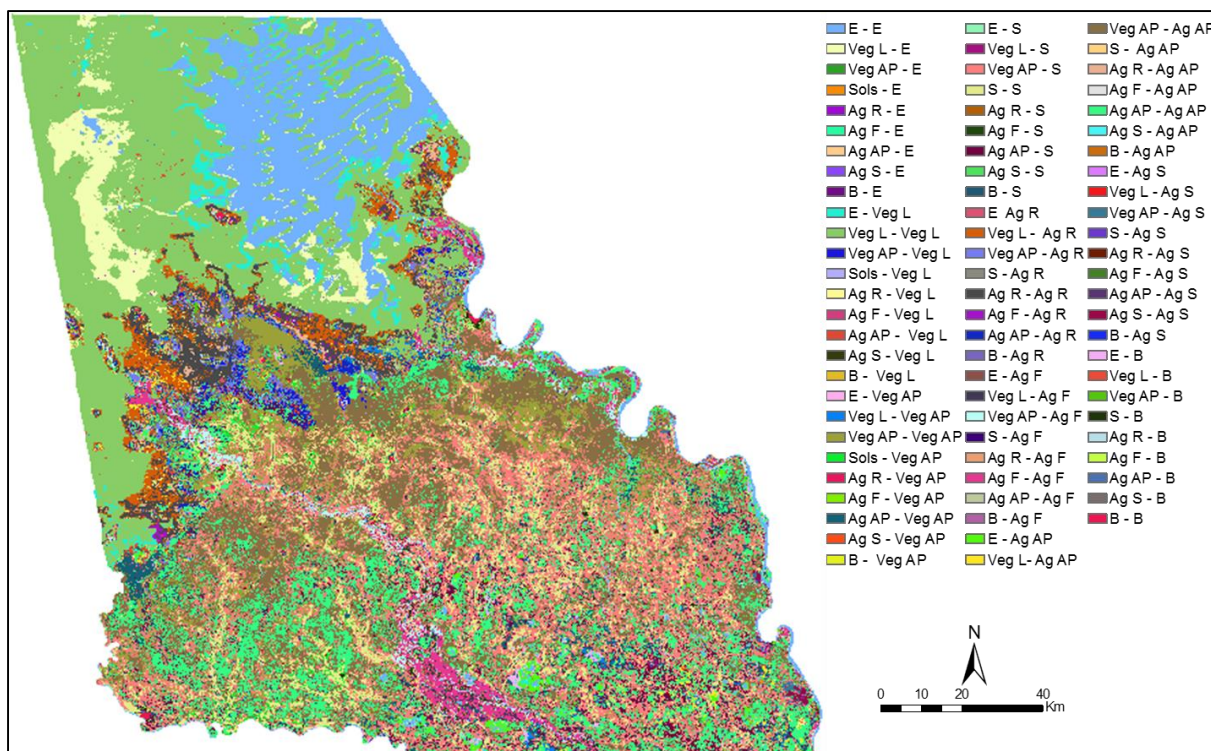 E - E
Veg L - E
Veg AP - E
Sols - E
Ag R - E
Ag F - E
Ag AP - E
Ag S - E
B - E
E - Veg L
Veg L - Veg L
Veg AP - Veg L
Sols - Veg L
Ag R - Veg L
Ag F - Veg L
Ag AP - Veg L
Ag S - Veg L
B - Veg L
E - Veg AP
Veg L - Veg AP
Veg AP - Veg AP
Sols - Veg AP
Ag R - Veg AP
Ag F - Veg AP
Ag AP - Veg AP
Ag S - Veg AP
B - Veg AP
E - S
Veg L - S
Veg AP - S
S - S
Ag R - S
Ag F - S
Ag AP - S
Ag S - S
B - S
E Ag R
Veg L - Ag R
Veg AP - Ag R
S - Ag R
Ag R - Ag R
Ag F - Ag R
Ag AP - Ag R
B - Ag R
E - Ag F
Veg L - Ag F
Veg AP - Ag F
S - Ag F
Ag R - Ag F
Ag F - Ag F
Ag AP - Ag F
B - Ag F
E - Ag AP
Veg L - Ag AP
Veg AP - Ag AP
S - Ag AP
Ag R - Ag AP
Ag F - Ag AP
Ag AP - Ag AP
Ag S - Ag AP
B - Ag AP
E - Ag S
Veg L - Ag S
Veg AP - Ag S
S - Ag S
Ag R - Ag S
Ag F - Ag S
Ag AP - Ag S
Ag S - Ag S
B - Ag S
E - B
Veg L - B
Veg AP - B
S - B
Ag R - B
Ag F - B
Ag AP - B
Ag S - B
B - B
N
0 10 20 40
Km